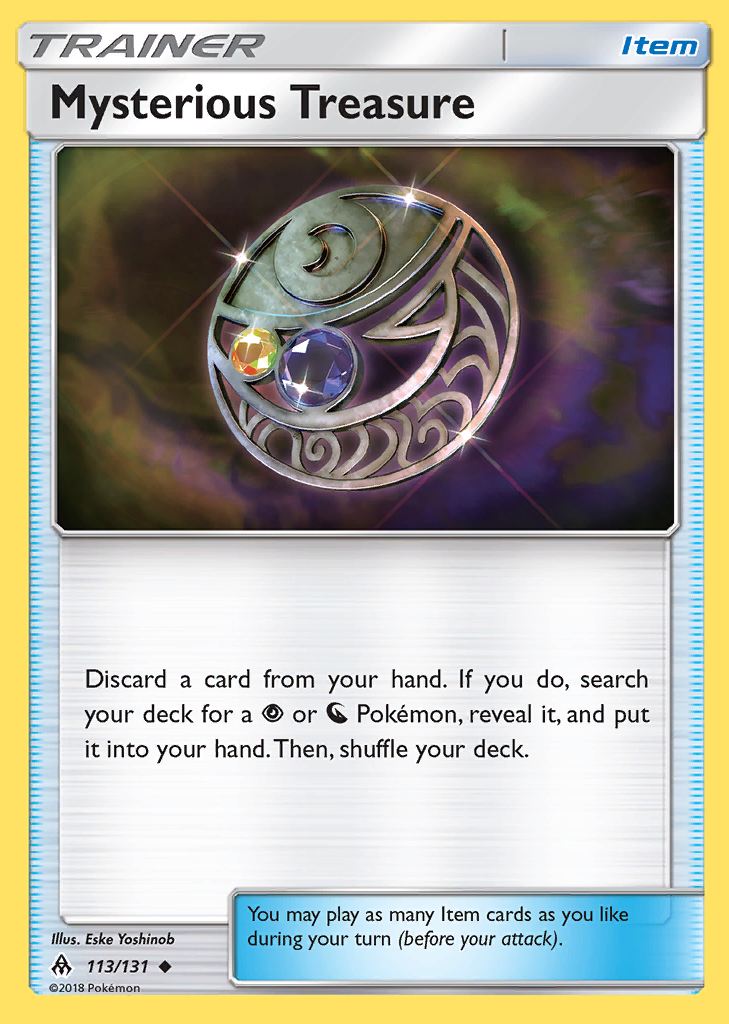 TRAINER
Item
Mysterious Treasure
Discard a card from your hand. If you do, search
your deck for a or Pokémon, reveal it, and put
it into your hand. Then, shuffle your deck.
You may play as many Item cards as you like
during your turn (before your attack).
Illus. Eske Yoshinob
113/131
©2018 Pokémon